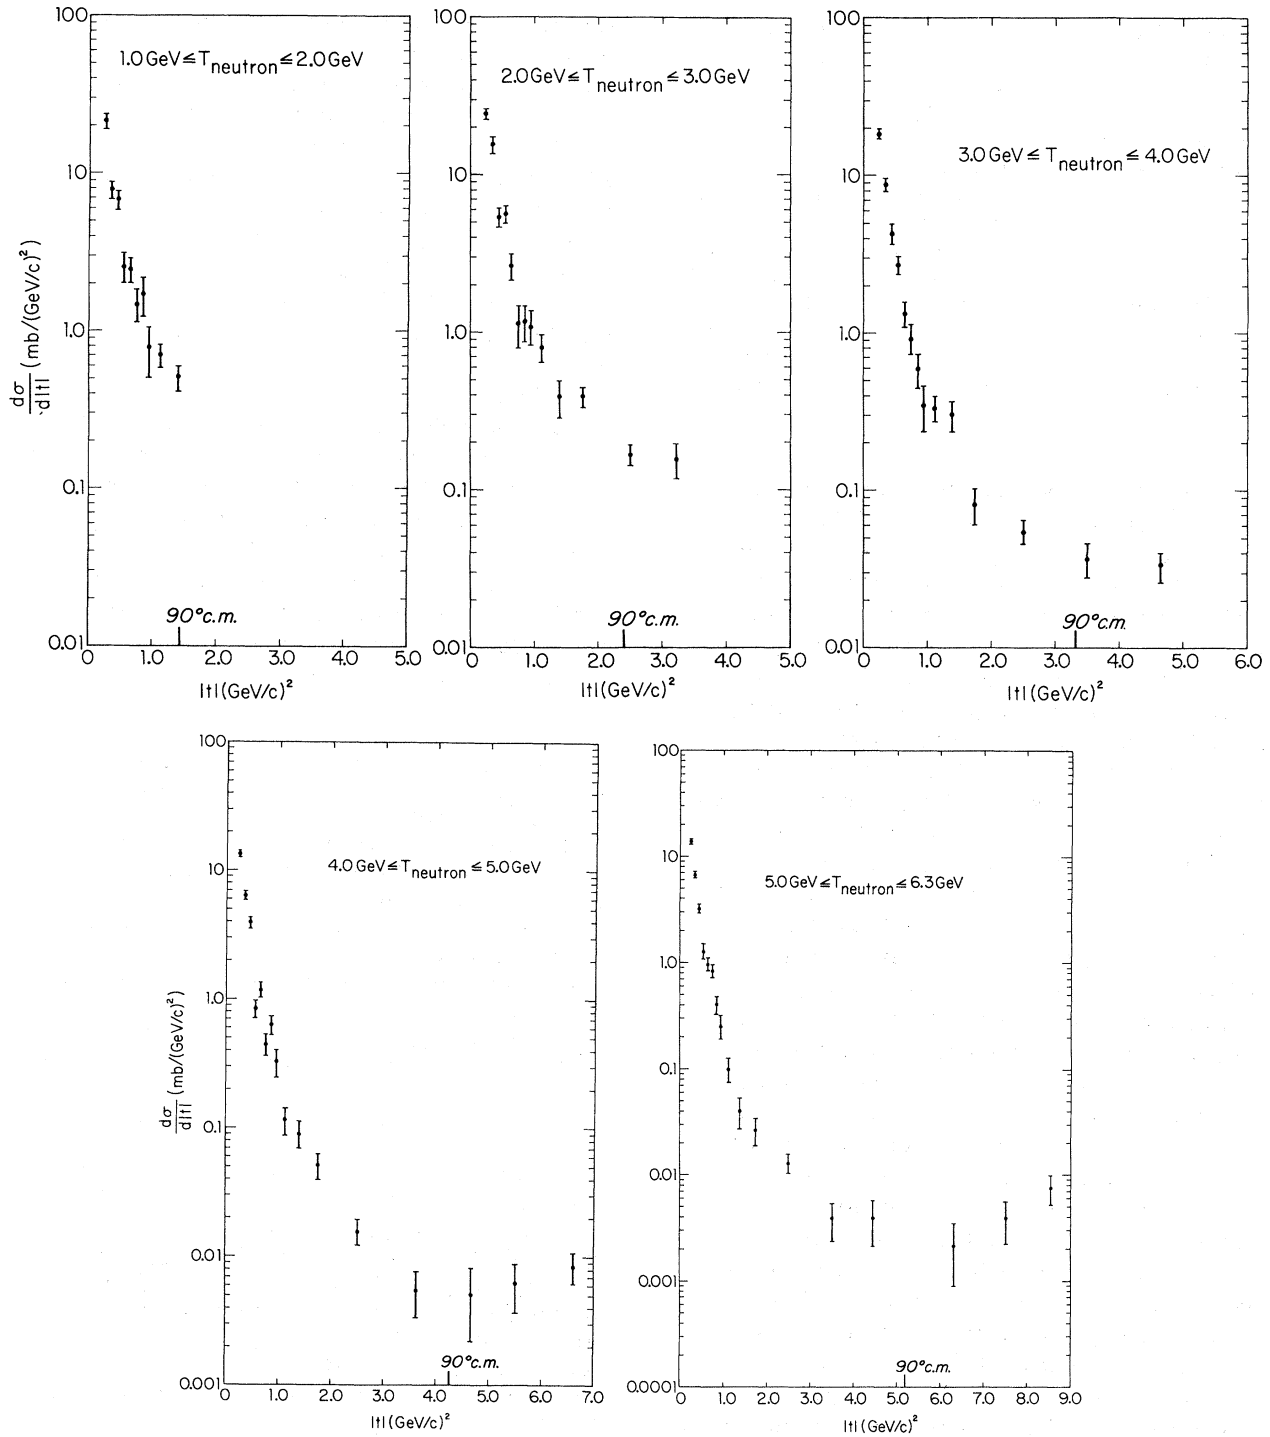 100
10
1.0
0.1
0.01
dσ/d|t| (mb/(GeV/c)²)
1.0 GeV ≤ Tneutron ≤ 2.0 GeV
90° c.m.
0 1.0 2.0 3.0 4.0 5.0
|t| (GeV/c)²
100
10
1.0
0.1
0.01
2.0 GeV ≤ Tneutron ≤ 3.0 GeV
90° c.m.
0 1.0 2.0 3.0 4.0 5.0
|t| (GeV/c)²
100
10
1.0
0.1
0.01
3.0 GeV ≤ Tneutron ≤ 4.0 GeV
90° c.m.
0 1.0 2.0 3.0 4.0 5.0 6.0
|t| (GeV/c)²
100
10
1.0
0.1
0.01
0.001
dσ/d|t| (mb/(GeV/c)²)
4.0 GeV ≤ Tneutron ≤ 5.0 GeV
90° c.m.
0 1.0 2.0 3.0 4.0 5.0 6.0 7.0
|t| (GeV/c)²
100
10
1.0
0.1
0.01
0.001
0.0001
5.0 GeV ≤ Tneutron ≤ 6.3 GeV
90° c.m.
0 1.0 2.0 3.0 4.0 5.0 6.0 7.0 8.0 9.0
|t| (GeV/c)²